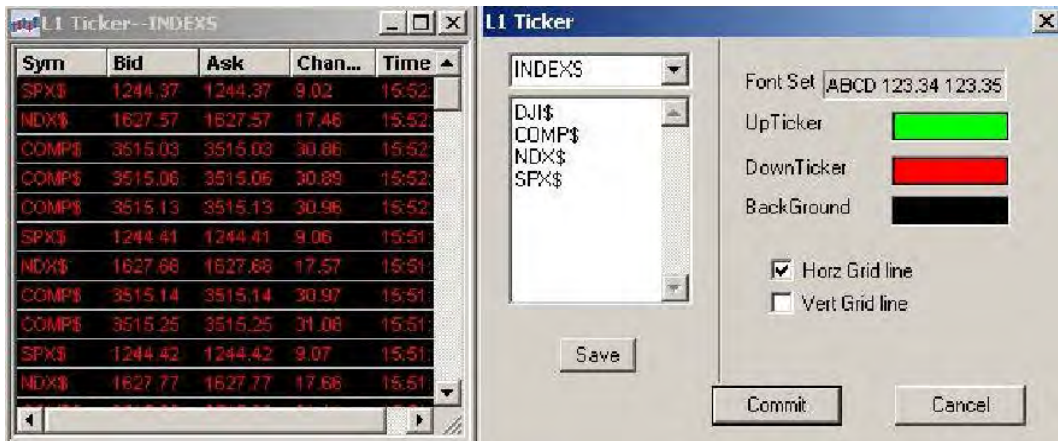 L1 Ticker--INDEXS
Sym Bid Ask Chan... Time
SPX$ 1244.37 1244.37 9.02 15:52:
NDX$ 1627.57 1627.57 17.46 15:52:
COMP$ 3515.03 3515.03 30.86 15:52:
COMP$ 3515.06 3515.06 30.89 15:52:
COMP$ 3515.13 3515.13 30.96 15:52:
SPX$ 1244.41 1244.41 9.06 15:51:
NDX$ 1627.68 1627.68 17.57 15:51:
COMP$ 3515.14 3515.14 30.97 15:51:
COMP$ 3515.25 3515.25 31.08 15:51:
SPX$ 1244.42 1244.42 9.07 15:51:
NDX$ 1627.77 1627.77 17.66 15:51:
L1 Ticker
INDEXS
DJI$
COMP$
NDX$
SPX$
Save
Font Set ABCD 123.34 123.35
UpTicker
DownTicker
BackGround
Horz Grid line
Vert Grid line
Commit Cancel